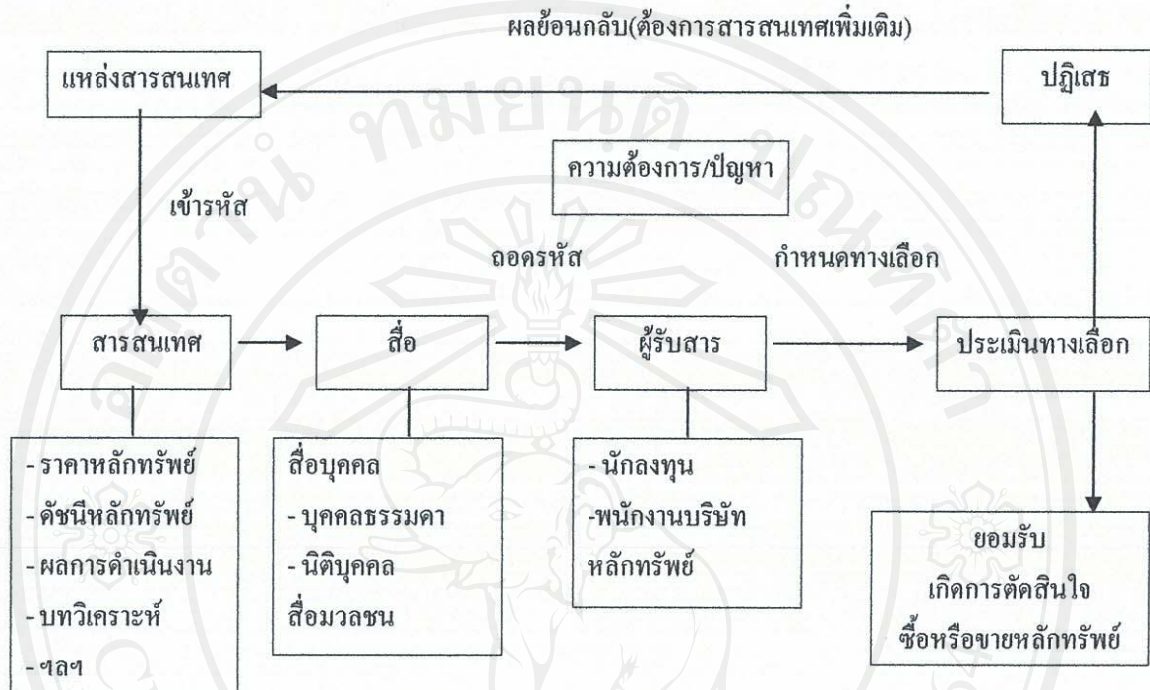 ผลย้อนกลับ(ต้องการสารสนเทศเพิ่มเติม)
แหล่งสารสนเทศ
ปฏิเสธ
ความต้องการ/ปัญหา
เข้ารหัส
ถอดรหัส
กำหนดทางเลือก
สารสนเทศ
สื่อ
ผู้รับสาร
ประเมินทางเลือก
- ราคาหลักทรัพย์
- ดัชนีหลักทรัพย์
- ผลการดำเนินงาน
- บทวิเคราะห์
- ฯลฯ
สื่อบุคคล
- บุคคลธรรมดา
- นิติบุคคล
สื่อมวลชน
- นักลงทุน
-พนักงานบริษัท
หลักทรัพย์
ยอมรับ
เกิดการตัดสินใจ
ซื้อหรือขายหลักทรัพย์